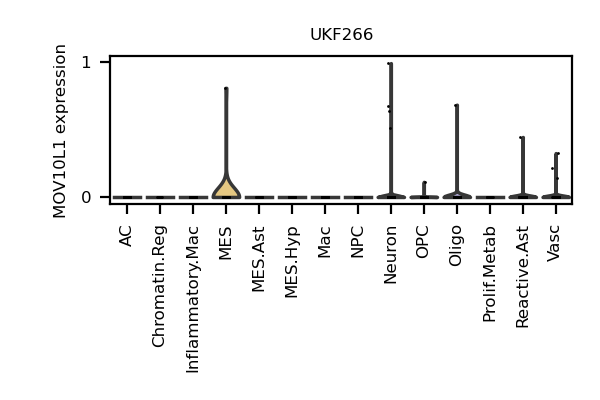 UKF266
MOV10L1 expression
1
0
AC
Chromatin.Reg
Inflammatory.Mac
MES
MES.Ast
MES.Hyp
Mac
NPC
Neuron
OPC
Oligo
Prolif.Metab
Reactive.Ast
Vasc